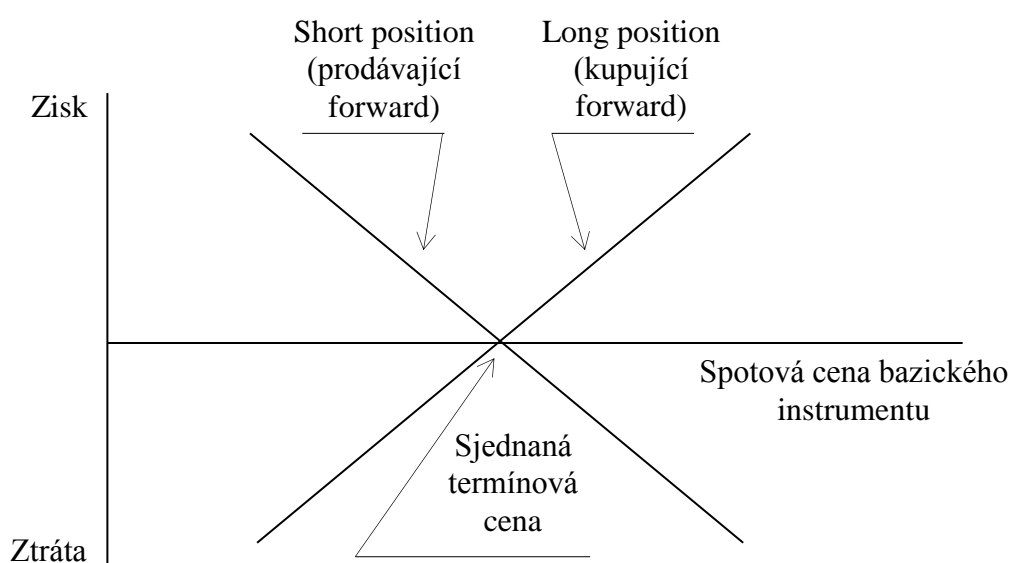 Short position
(prodávající
forward)
Long position
(kupující
forward)
Zisk
Spotová cena bazického
instrumentu
Sjednaná
termínová
cena
Ztráta